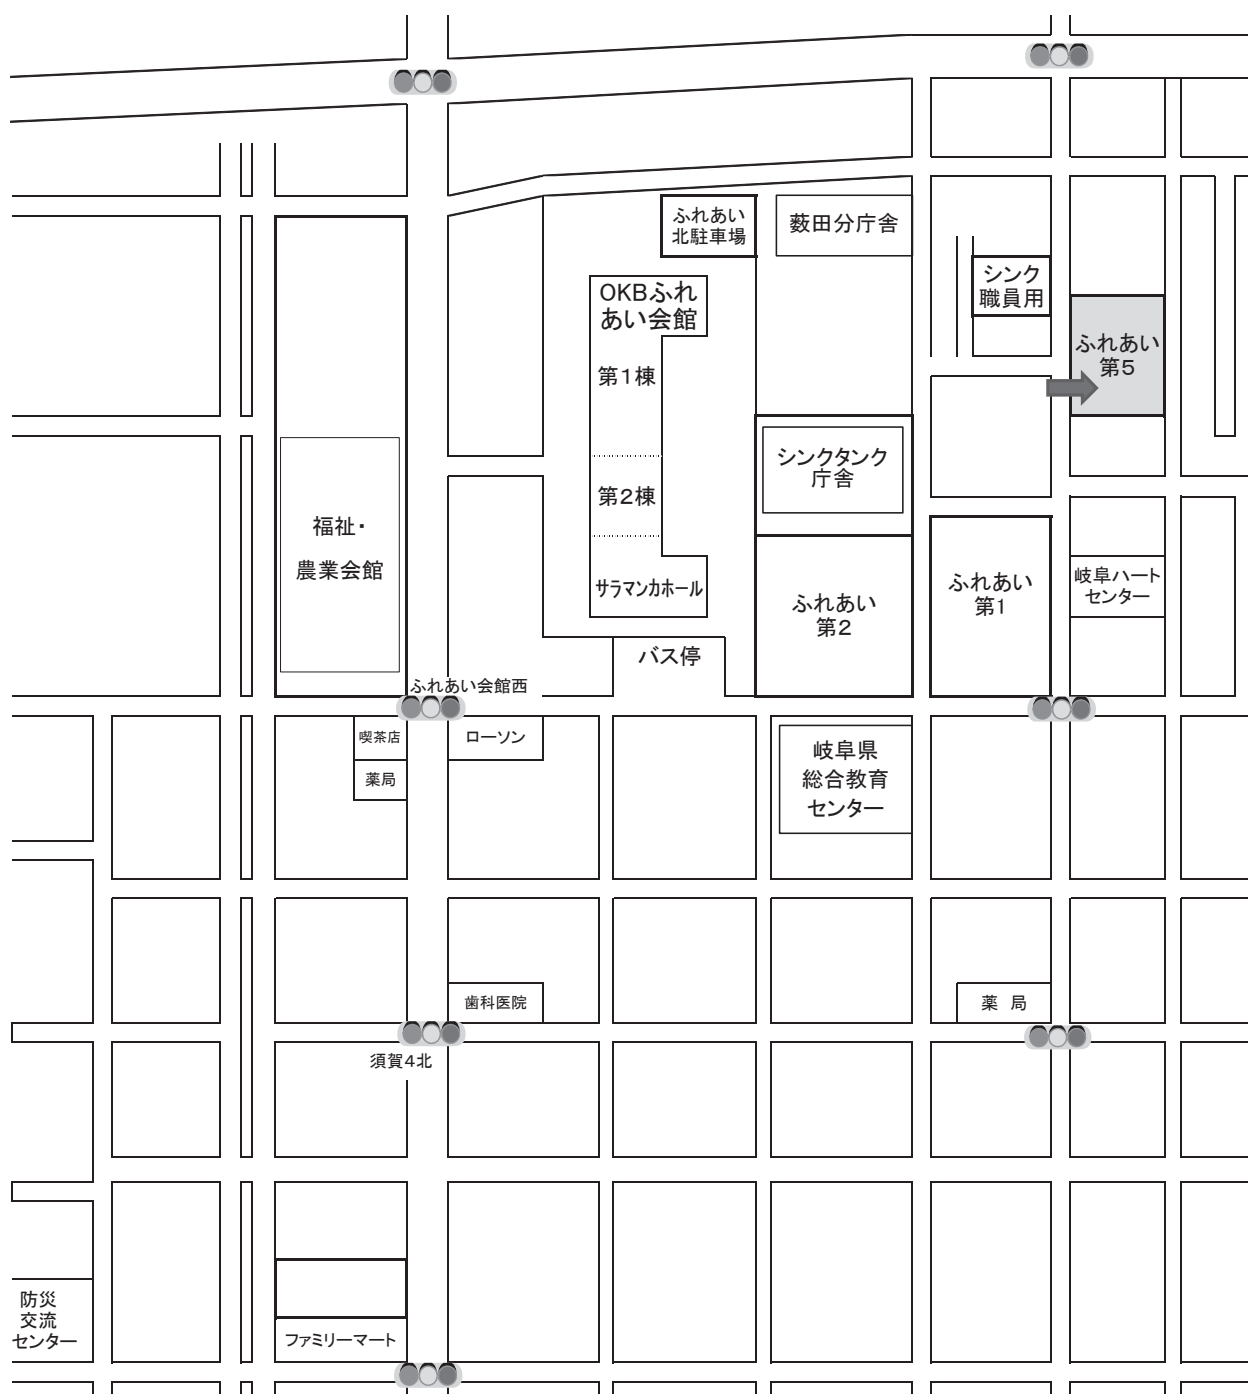 ふれあい
北駐車場
薮田分庁舎
シンク
職員用
OKBふれ
あい会館
第1棟
ふれあい
第5
シンクタンク
庁舎
第2棟
福祉・
農業会館
サラマンカホール
ふれあい
第2
ふれあい
第1
岐阜ハート
センター
バス停
ふれあい会館西
喫茶店
ローソン
薬局
岐阜県
総合教育
センター
歯科医院
薬 局
須賀4北
防災
交流
センター
ファミリーマート